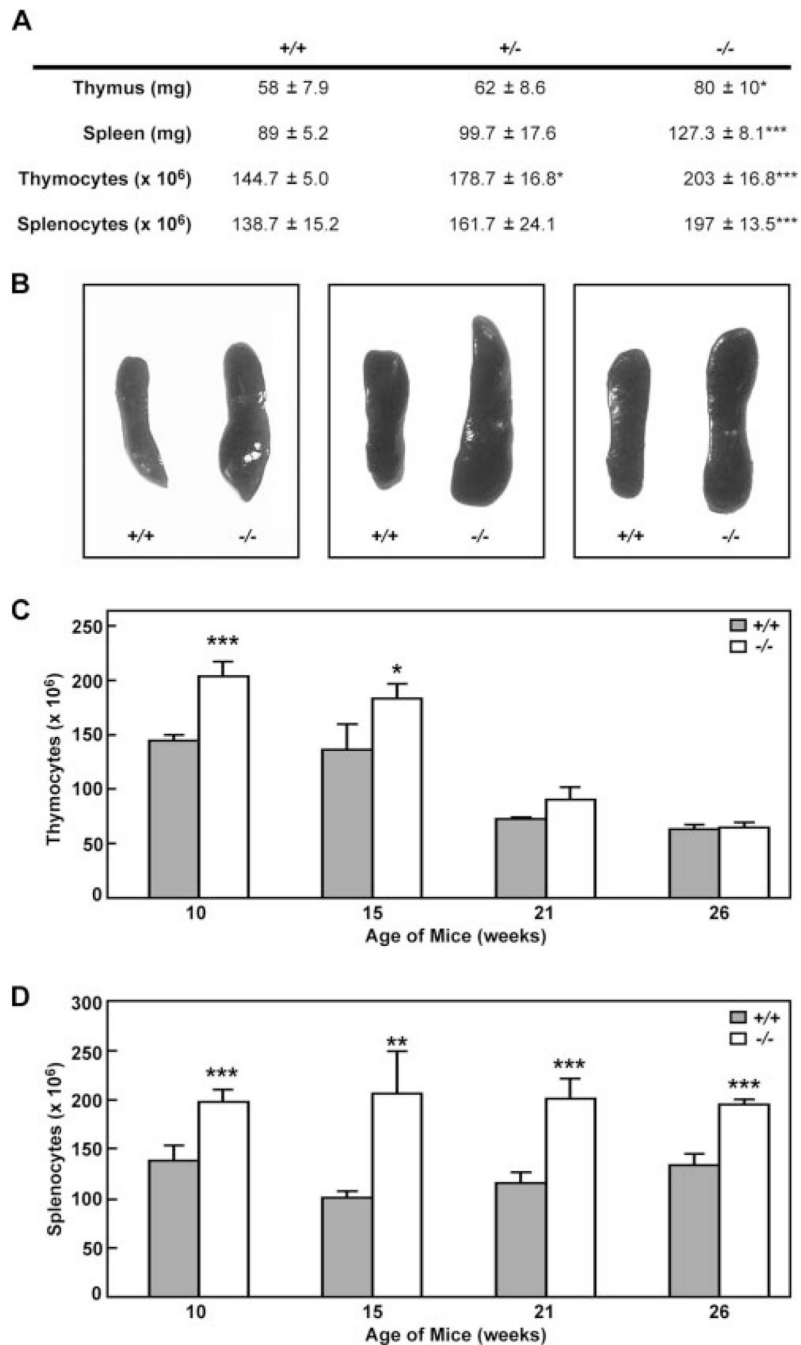 A
+/+ +/- -/-
Thymus (mg) 58 ± 7.9 62 ± 8.6 80 ± 10*
Spleen (mg) 89 ± 5.2 99.7 ± 17.6 127.3 ± 8.1***
Thymocytes (x 10⁶) 144.7 ± 5.0 178.7 ± 16.8* 203 ± 16.8***
Splenocytes (x 10⁶) 138.7 ± 15.2 161.7 ± 24.1 197 ± 13.5***
B
+/+ -/- +/+ -/- +/+ -/-
C
Thymocytes (x 10⁶)
250
200
150
100
50
0
*** *
+/+
-/-
10 15 21 26
Age of Mice (weeks)
D
Splenocytes (x 10⁶)
300
250
200
150
100
50
0
*** ** *** ***
+/+
-/-
10 15 21 26
Age of Mice (weeks)